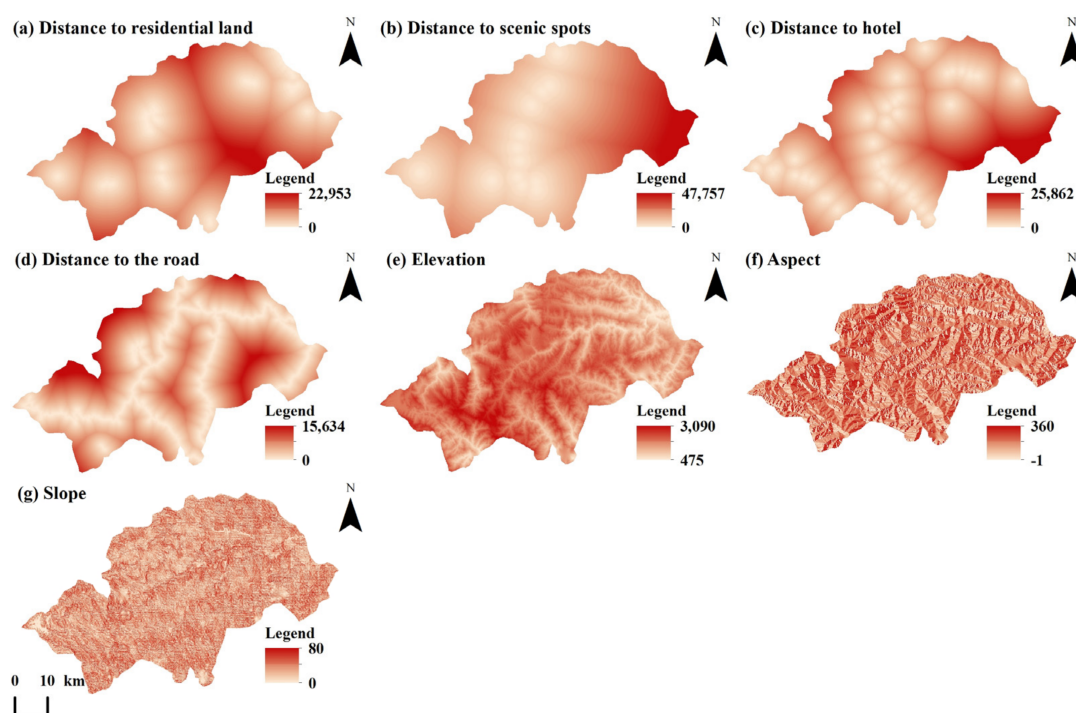 (a) Distance to residential land
N
Legend
22,953
0
(b) Distance to scenic spots
N
Legend
47,757
0
(c) Distance to hotel
N
Legend
25,862
0
(d) Distance to the road
N
Legend
15,634
0
(e) Elevation
N
Legend
3,090
475
(f) Aspect
N
Legend
360
-1
(g) Slope
N
Legend
80
0
0 10 km